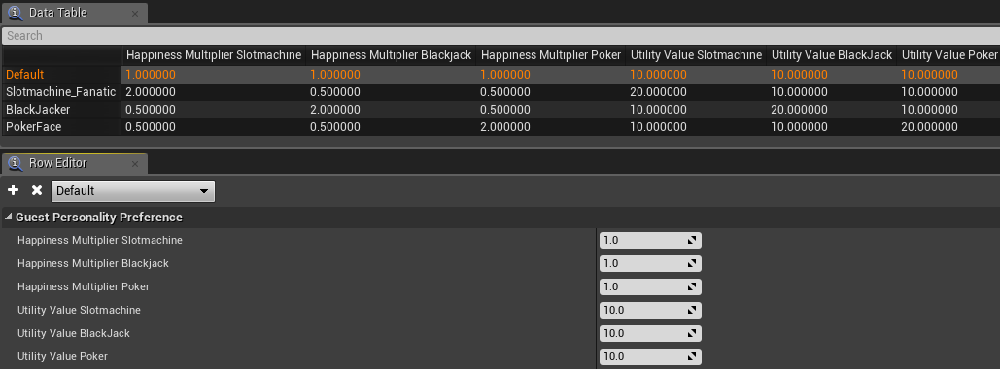 Data Table
Search
Happiness Multiplier Slotmachine Happiness Multiplier Blackjack Happiness Multiplier Poker Utility Value Slotmachine Utility Value BlackJack Utility Value Poker
Default 1.000000 1.000000 1.000000 10.000000 10.000000 10.000000
Slotmachine_Fanatic 2.000000 0.500000 0.500000 20.000000 10.000000 10.000000
BlackJacker 0.500000 2.000000 0.500000 10.000000 20.000000 10.000000
PokerFace 0.500000 0.500000 2.000000 10.000000 10.000000 20.000000
Row Editor
Default
Guest Personality Preference
Happiness Multiplier Slotmachine 1.0
Happiness Multiplier Blackjack 1.0
Happiness Multiplier Poker 1.0
Utility Value Slotmachine 10.0
Utility Value BlackJack 10.0
Utility Value Poker 10.0